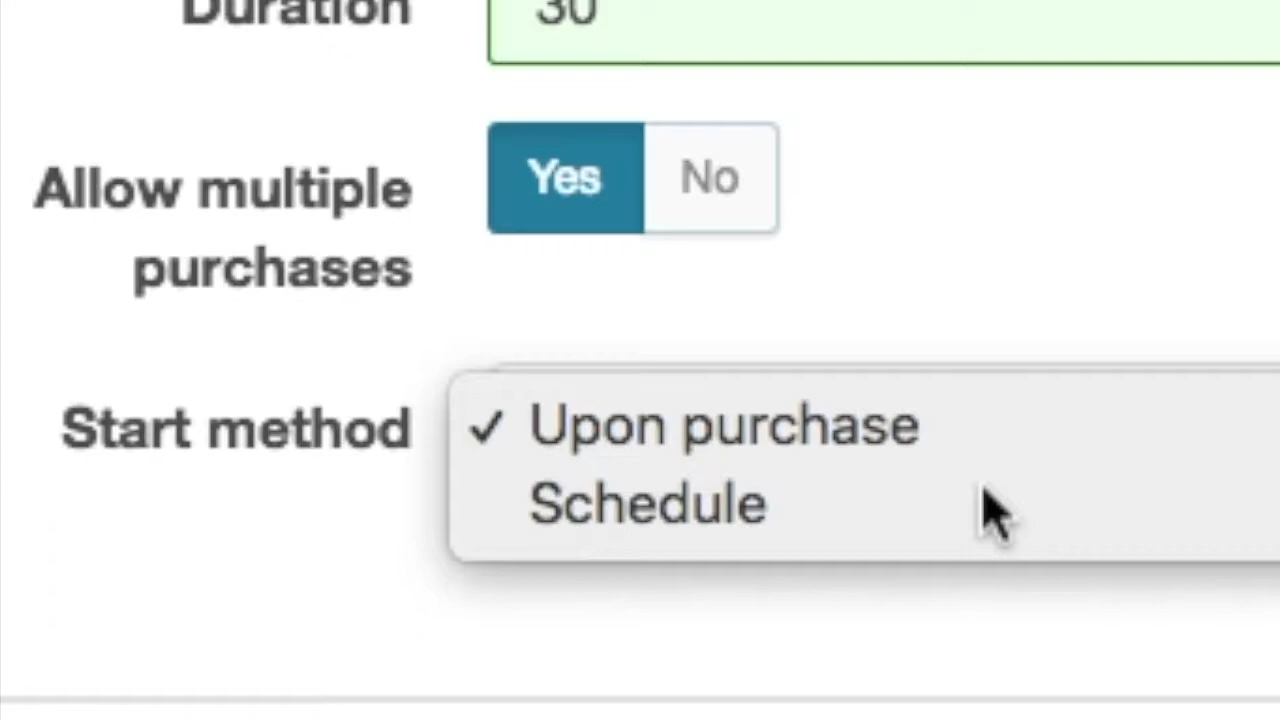 Duration 30
Allow multiple Yes No
purchases
Start method ✓ Upon purchase
Schedule